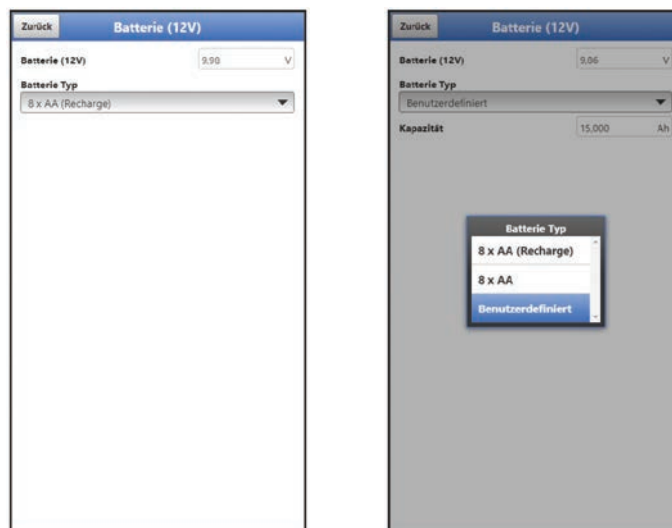 Zurück Batterie (12V)
Batterie (12V) 9,90 V
Batterie Typ
8 x AA (Recharge)
Zurück Batterie (12V)
Batterie (12V) 9,06 V
Batterie Typ
Benutzerdefiniert
Kapazität 15,000 Ah
Batterie Typ
8 x AA (Recharge)
8 x AA
Benutzerdefiniert